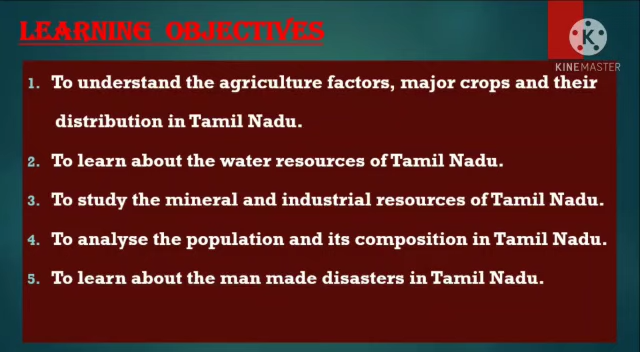 LEARNING OBJECTIVES
K
KINEMASTER
1. To understand the agriculture factors, major crops and their
distribution in Tamil Nadu.
2. To learn about the water resources of Tamil Nadu.
3. To study the mineral and industrial resources of Tamil Nadu.
4. To analyse the population and its composition in Tamil Nadu.
5. To learn about the man made disasters in Tamil Nadu.